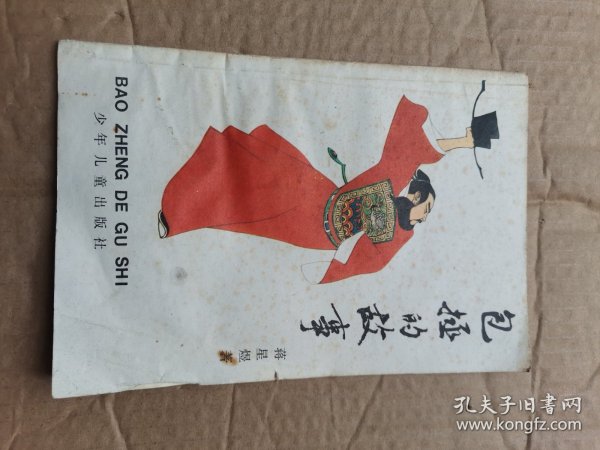 包拯的故事
蒋星煜 著
BAO ZHENG DE GU SHI
少年儿童出版社
孔夫子旧书网
www.kongfz.com